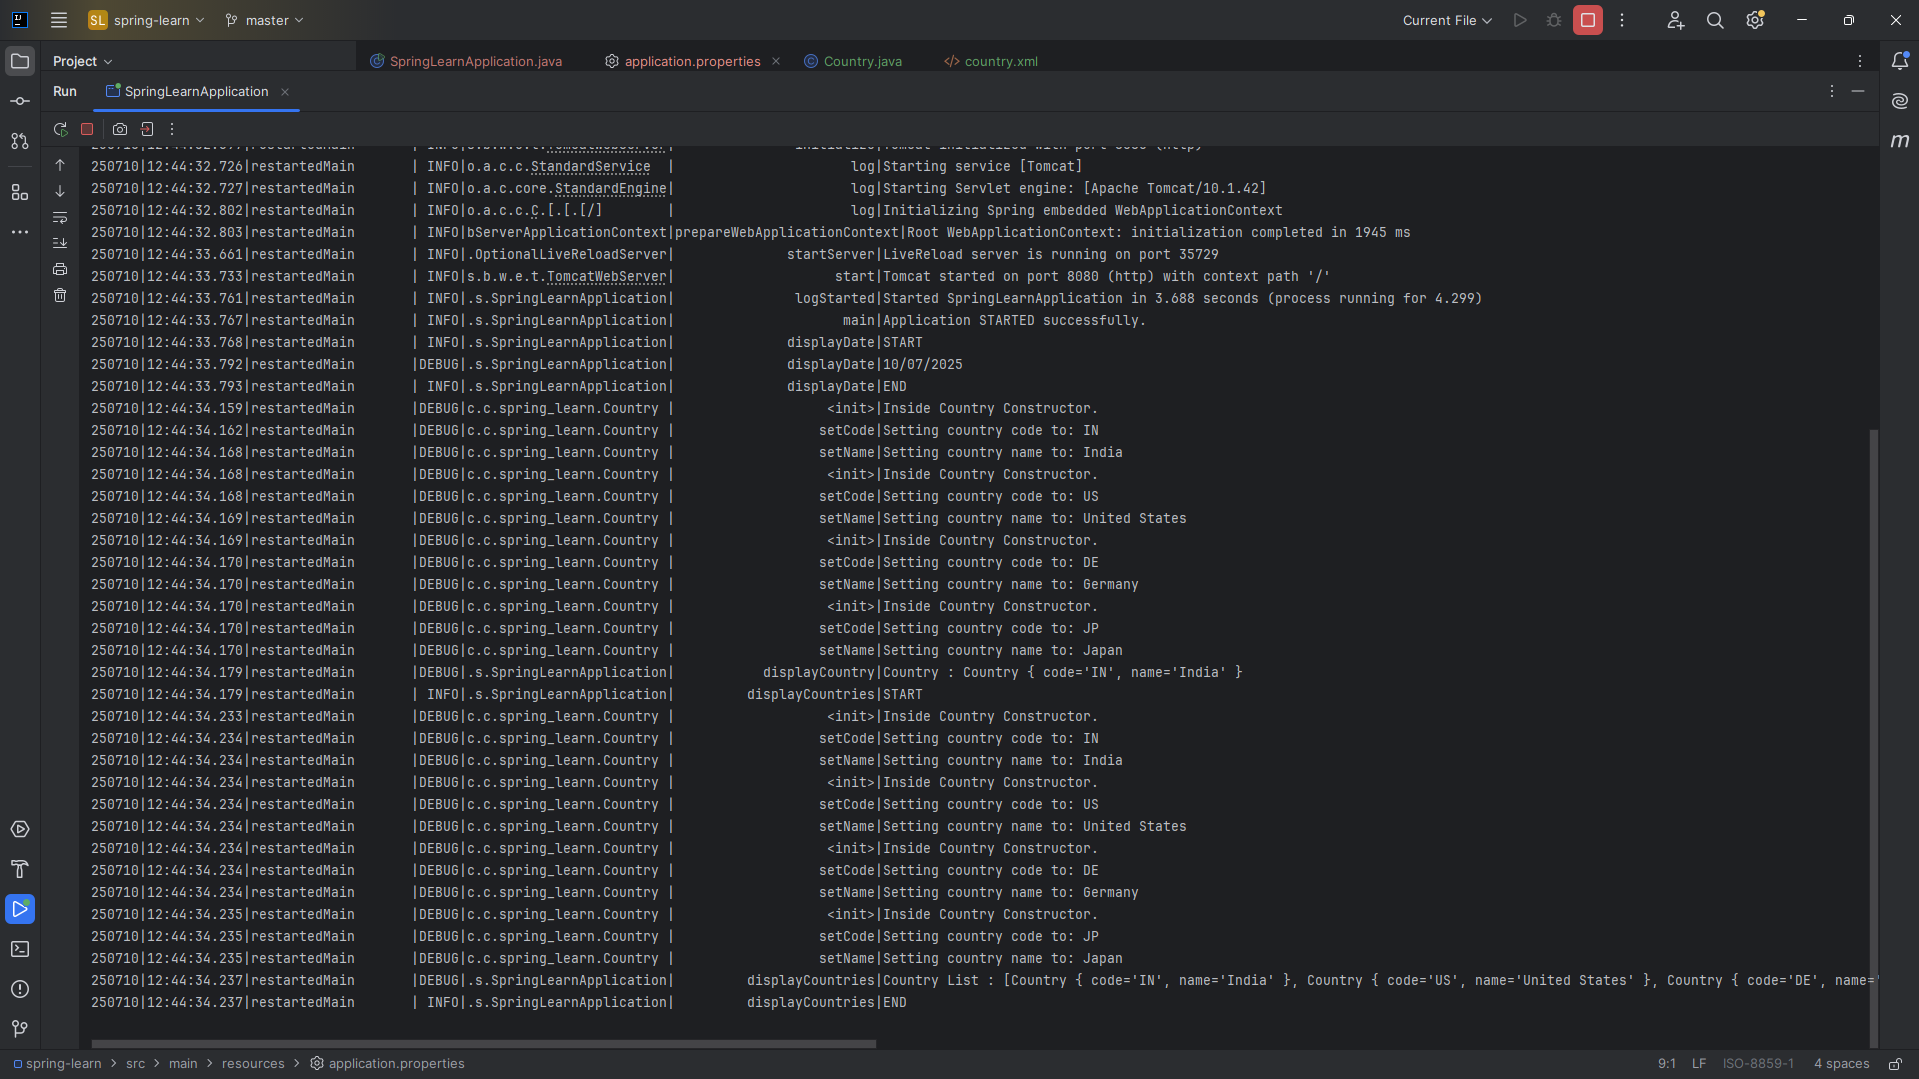 SL spring-learn master Current File
Project SpringLearnApplication.java application.properties Country.java country.xml
Run SpringLearnApplication
250710|12:44:32.726|restartedMain | INFO|o.a.c.c.StandardService | log|Starting service [Tomcat]
250710|12:44:32.727|restartedMain | INFO|o.a.c.core.StandardEngine| log|Starting Servlet engine: [Apache Tomcat/10.1.42]
250710|12:44:32.802|restartedMain | INFO|o.a.c.c.C.[.[.[/] | log|Initializing Spring embedded WebApplicationContext
250710|12:44:32.803|restartedMain | INFO|bServerApplicationContext|prepareWebApplicationContext|Root WebApplicationContext: initialization completed in 1945 ms
250710|12:44:33.661|restartedMain | INFO|.OptionalLiveReloadServer| startServer|LiveReload server is running on port 35729
250710|12:44:33.733|restartedMain | INFO|s.b.w.e.t.TomcatWebServer| start|Tomcat started on port 8080 (http) with context path '/'
250710|12:44:33.761|restartedMain | INFO|.s.SpringLearnApplication| logStarted|Started SpringLearnApplication in 3.688 seconds (process running for 4.299)
250710|12:44:33.767|restartedMain | INFO|.s.SpringLearnApplication| main|Application STARTED successfully.
250710|12:44:33.768|restartedMain | INFO|.s.SpringLearnApplication| displayDate|START
250710|12:44:33.792|restartedMain |DEBUG|.s.SpringLearnApplication| displayDate|10/07/2025
250710|12:44:33.793|restartedMain | INFO|.s.SpringLearnApplication| displayDate|END
250710|12:44:34.159|restartedMain |DEBUG|c.c.spring_learn.Country | <init>|Inside Country Constructor.
250710|12:44:34.162|restartedMain |DEBUG|c.c.spring_learn.Country | setCode|Setting country code to: IN
250710|12:44:34.168|restartedMain |DEBUG|c.c.spring_learn.Country | setName|Setting country name to: India
250710|12:44:34.168|restartedMain |DEBUG|c.c.spring_learn.Country | <init>|Inside Country Constructor.
250710|12:44:34.168|restartedMain |DEBUG|c.c.spring_learn.Country | setCode|Setting country code to: US
250710|12:44:34.169|restartedMain |DEBUG|c.c.spring_learn.Country | setName|Setting country name to: United States
250710|12:44:34.169|restartedMain |DEBUG|c.c.spring_learn.Country | <init>|Inside Country Constructor.
250710|12:44:34.170|restartedMain |DEBUG|c.c.spring_learn.Country | setCode|Setting country code to: DE
250710|12:44:34.170|restartedMain |DEBUG|c.c.spring_learn.Country | setName|Setting country name to: Germany
250710|12:44:34.170|restartedMain |DEBUG|c.c.spring_learn.Country | <init>|Inside Country Constructor.
250710|12:44:34.170|restartedMain |DEBUG|c.c.spring_learn.Country | setCode|Setting country code to: JP
250710|12:44:34.170|restartedMain |DEBUG|c.c.spring_learn.Country | setName|Setting country name to: Japan
250710|12:44:34.179|restartedMain |DEBUG|.s.SpringLearnApplication| displayCountry|Country : Country { code='IN', name='India' }
250710|12:44:34.179|restartedMain | INFO|.s.SpringLearnApplication| displayCountries|START
250710|12:44:34.233|restartedMain |DEBUG|c.c.spring_learn.Country | <init>|Inside Country Constructor.
250710|12:44:34.234|restartedMain |DEBUG|c.c.spring_learn.Country | setCode|Setting country code to: IN
250710|12:44:34.234|restartedMain |DEBUG|c.c.spring_learn.Country | setName|Setting country name to: India
250710|12:44:34.234|restartedMain |DEBUG|c.c.spring_learn.Country | <init>|Inside Country Constructor.
250710|12:44:34.234|restartedMain |DEBUG|c.c.spring_learn.Country | setCode|Setting country code to: US
250710|12:44:34.234|restartedMain |DEBUG|c.c.spring_learn.Country | setName|Setting country name to: United States
250710|12:44:34.234|restartedMain |DEBUG|c.c.spring_learn.Country | <init>|Inside Country Constructor.
250710|12:44:34.234|restartedMain |DEBUG|c.c.spring_learn.Country | setCode|Setting country code to: DE
250710|12:44:34.234|restartedMain |DEBUG|c.c.spring_learn.Country | setName|Setting country name to: Germany
250710|12:44:34.235|restartedMain |DEBUG|c.c.spring_learn.Country | <init>|Inside Country Constructor.
250710|12:44:34.235|restartedMain |DEBUG|c.c.spring_learn.Country | setCode|Setting country code to: JP
250710|12:44:34.235|restartedMain |DEBUG|c.c.spring_learn.Country | setName|Setting country name to: Japan
250710|12:44:34.237|restartedMain |DEBUG|.s.SpringLearnApplication| displayCountries|Country List : [Country { code='IN', name='India' }, Country { code='US', name='United States' }, Country { code='DE', name='
250710|12:44:34.237|restartedMain | INFO|.s.SpringLearnApplication| displayCountries|END
spring-learn > src > main > resources > application.properties 9:1 LF ISO-8859-1 4 spaces